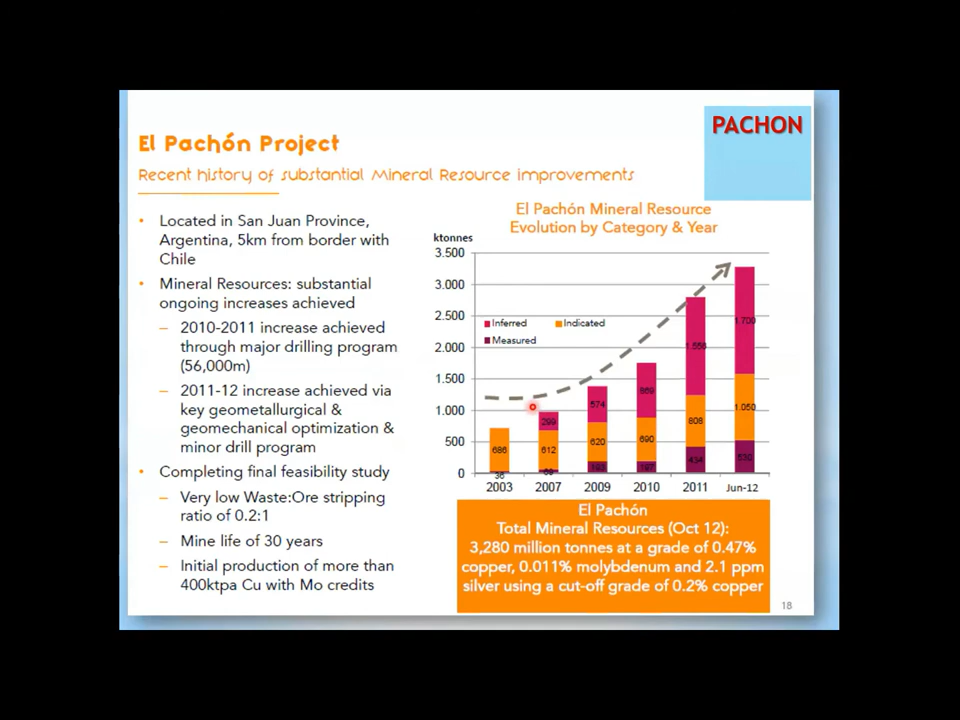 PACHON
El Pachón Project
Recent history of substantial Mineral Resource improvements
• Located in San Juan Province,
Argentina, 5km from border with
Chile
• Mineral Resources: substantial
ongoing increases achieved
– 2010-2011 increase achieved
through major drilling program
(56,000m)
– 2011-12 increase achieved via
key geometallurgical &
geomechanical optimization &
minor drill program
• Completing final feasibility study
– Very low Waste:Ore stripping
ratio of 0.2:1
– Mine life of 30 years
– Initial production of more than
400ktpa Cu with Mo credits
El Pachón Mineral Resource
Evolution by Category & Year
ktonnes
3.500
3.000
2.500
2.000
1.500
1.000
500
0
Inferred
Indicated
Measured
686
36
299
612
574
620
193
869
690
197
1.556
808
434
1.700
1.050
530
2003
2007
2009
2010
2011
Jun-12
El Pachón
Total Mineral Resources (Oct 12):
3,280 million tonnes at a grade of 0.47%
copper, 0.011% molybdenum and 2.1 ppm
silver using a cut-off grade of 0.2% copper
18